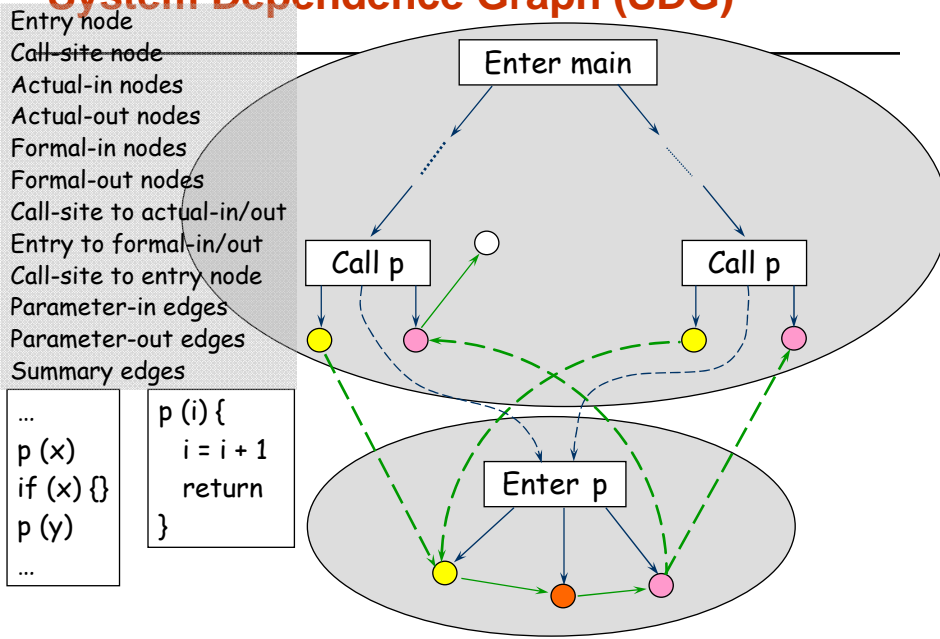 System Dependence Graph (SDG)
Entry node
Call-site node
Actual-in nodes
Actual-out nodes
Formal-in nodes
Formal-out nodes
Call-site to actual-in/out
Entry to formal-in/out
Call-site to entry node
Parameter-in edges
Parameter-out edges
Summary edges
Enter main
Call p
Call p
Enter p
...
p (x)
if (x) {}
p (y)
...
p (i) {
i = i + 1
return
}